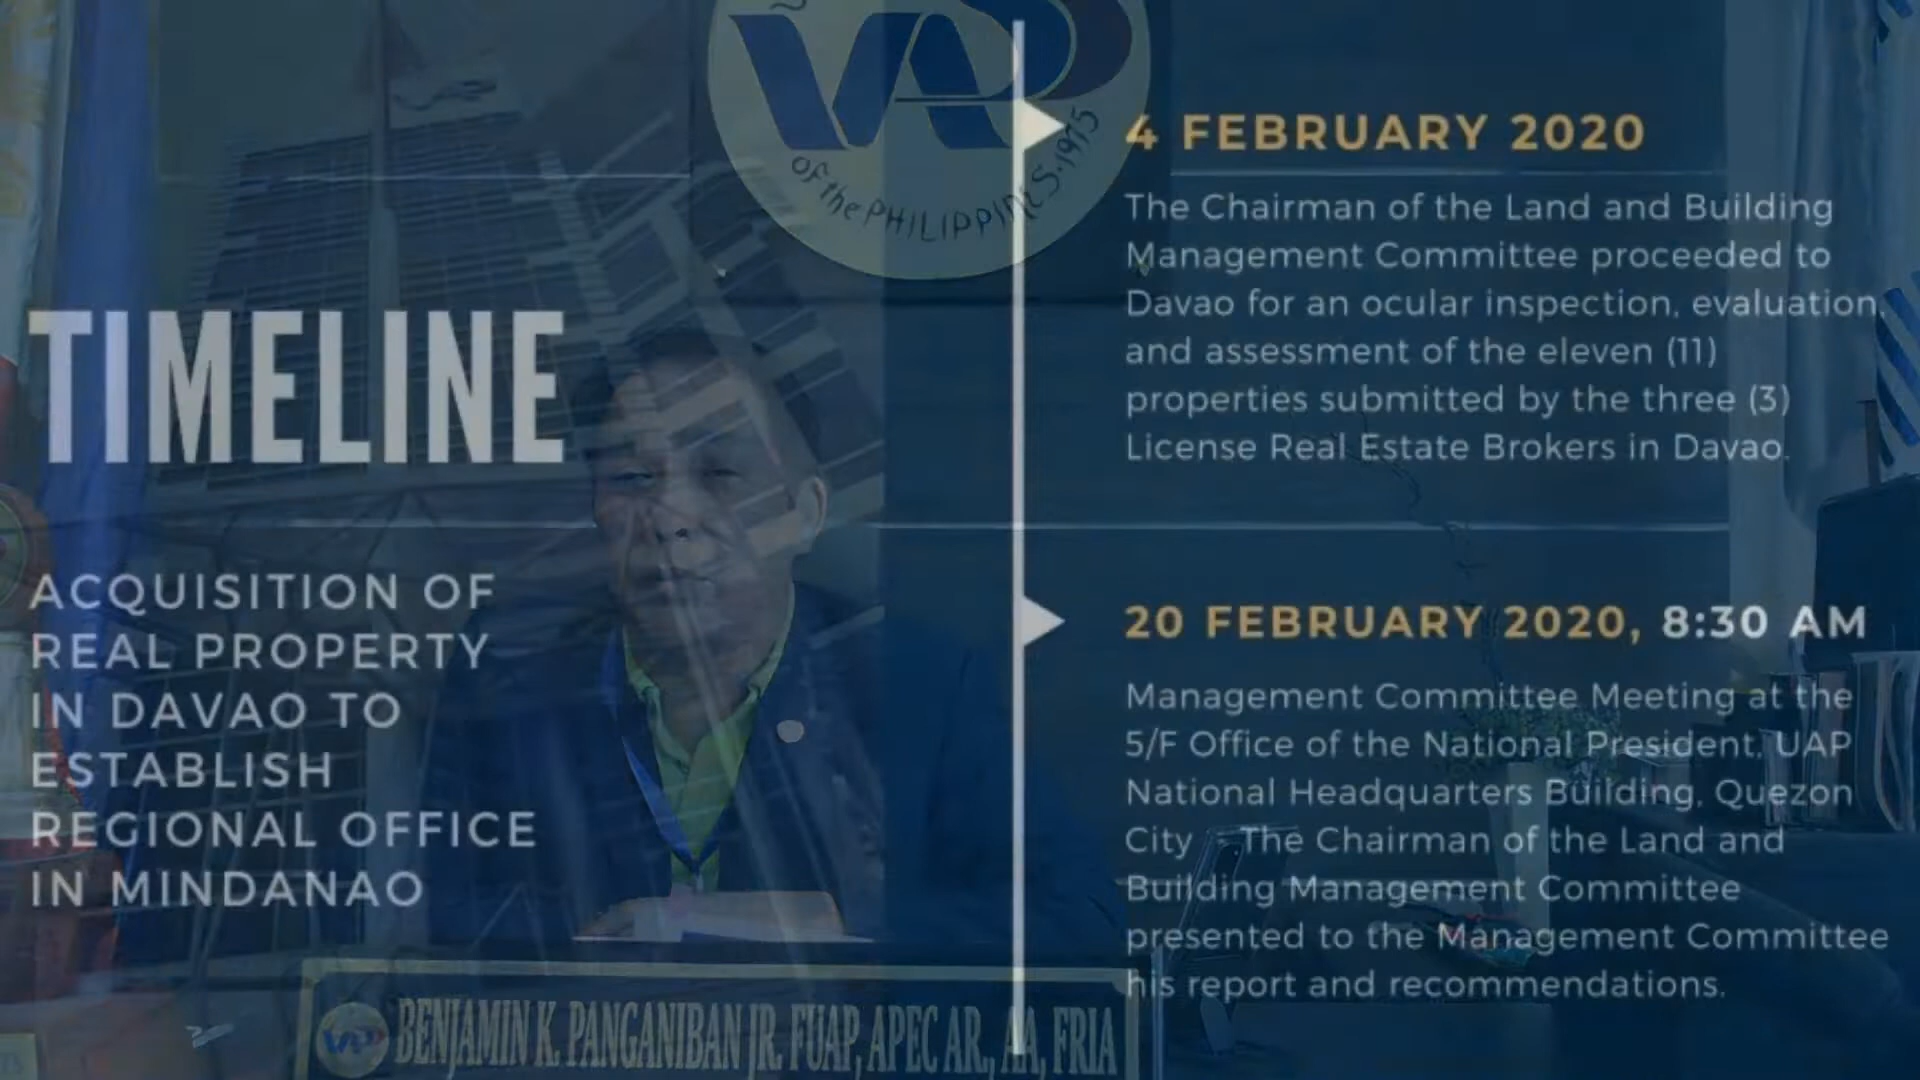 UAP
of the PHILIPPINES. 1975
TIMELINE
ACQUISITION OF
REAL PROPERTY
IN DAVAO TO
ESTABLISH
REGIONAL OFFICE
IN MINDANAO
4 FEBRUARY 2020
The Chairman of the Land and Building
Management Committee proceeded to
Davao for an ocular inspection, evaluation,
and assessment of the eleven (11)
properties submitted by the three (3)
License Real Estate Brokers in Davao.
20 FEBRUARY 2020, 8:30 AM
Management Committee Meeting at the
5/F Office of the National President, UAP
National Headquarters Building, Quezon
City - The Chairman of the Land and
Building Management Committee
presented to the Management Committee
his report and recommendations.
UAP
BENJAMIN K. PANGANIBAN JR. FUAP, APEC AR., AA, FRIA